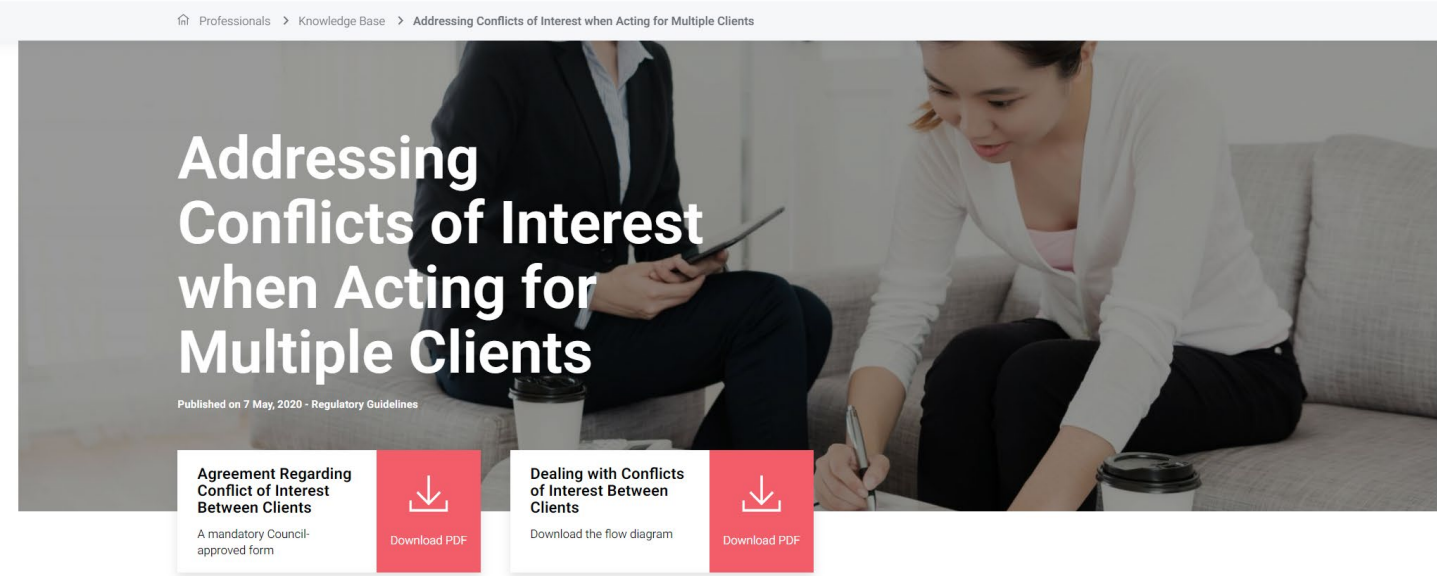 Professionals > Knowledge Base > Addressing Conflicts of Interest when Acting for Multiple Clients
Addressing
Conflicts of Interest
when Acting for
Multiple Clients
Published on 7 May, 2020 - Regulatory Guidelines
Agreement Regarding
Conflict of Interest
Between Clients
A mandatory Council-
approved form
Download PDF
Dealing with Conflicts
of Interest Between
Clients
Download the flow diagram
Download PDF